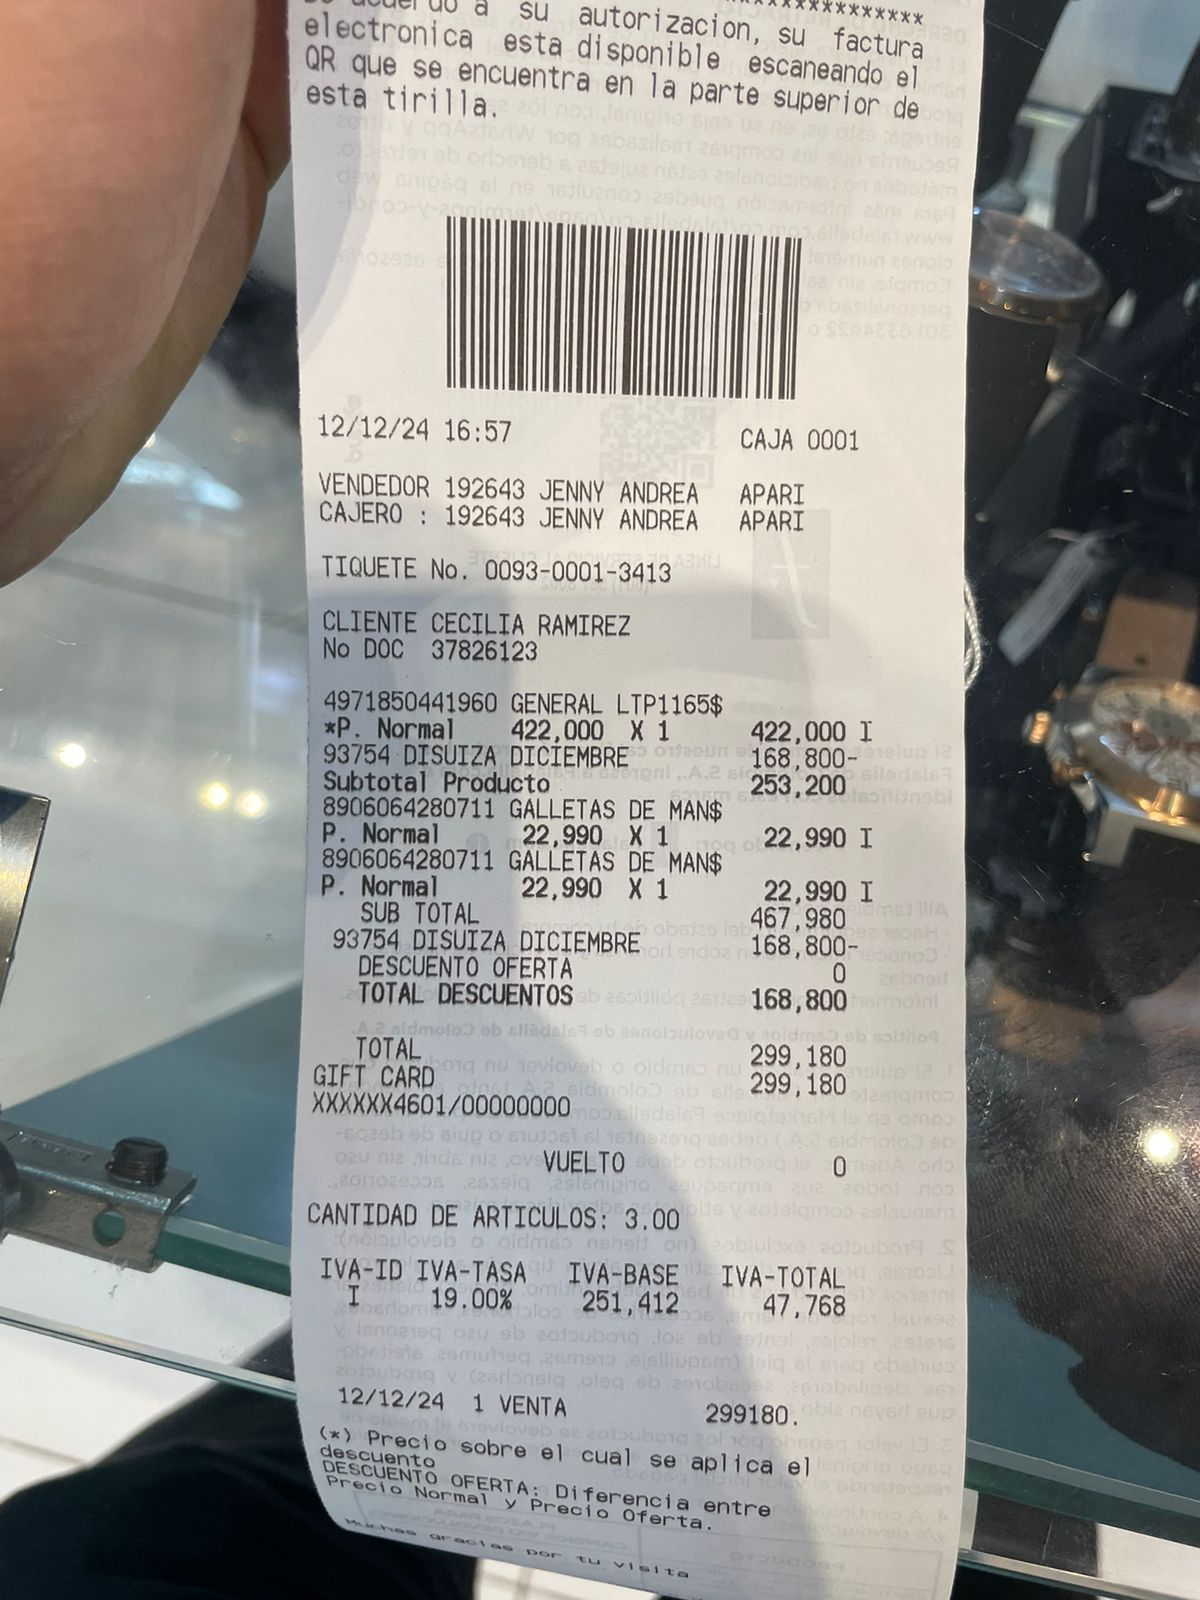 ***************
De acuerdo a su autorizacion, su factura
electronica esta disponible escaneando el
QR que se encuentra en la parte superior de
esta tirilla.
12/12/24 16:57 CAJA 0001
VENDEDOR 192643 JENNY ANDREA APARI
CAJERO : 192643 JENNY ANDREA APARI
TIQUETE No. 0093-0001-3413
CLIENTE CECILIA RAMIREZ
No DOC 37826123
4971850441960 GENERAL LTP1165$
*P. Normal 422,000 X 1 422,000 I
93754 DISUIZA DICIEMBRE 168,800-
Subtotal Producto 253,200
8906064280711 GALLETAS DE MAN$
P. Normal 22,990 X 1 22,990 I
8906064280711 GALLETAS DE MAN$
P. Normal 22,990 X 1 22,990 I
SUB TOTAL 467,980
93754 DISUIZA DICIEMBRE 168,800-
DESCUENTO OFERTA 0
TOTAL DESCUENTOS 168,800
TOTAL 299,180
GIFT CARD 299,180
XXXXXX4601/00000000
VUELTO 0
CANTIDAD DE ARTICULOS: 3.00
IVA-ID IVA-TASA IVA-BASE IVA-TOTAL
I 19.00% 251,412 47,768
12/12/24 1 VENTA 299180.
(*) Precio sobre el cual se aplica el
descuento
DESCUENTO OFERTA: Diferencia entre
Precio Normal y Precio Oferta.
Muchas gracias por tu visita